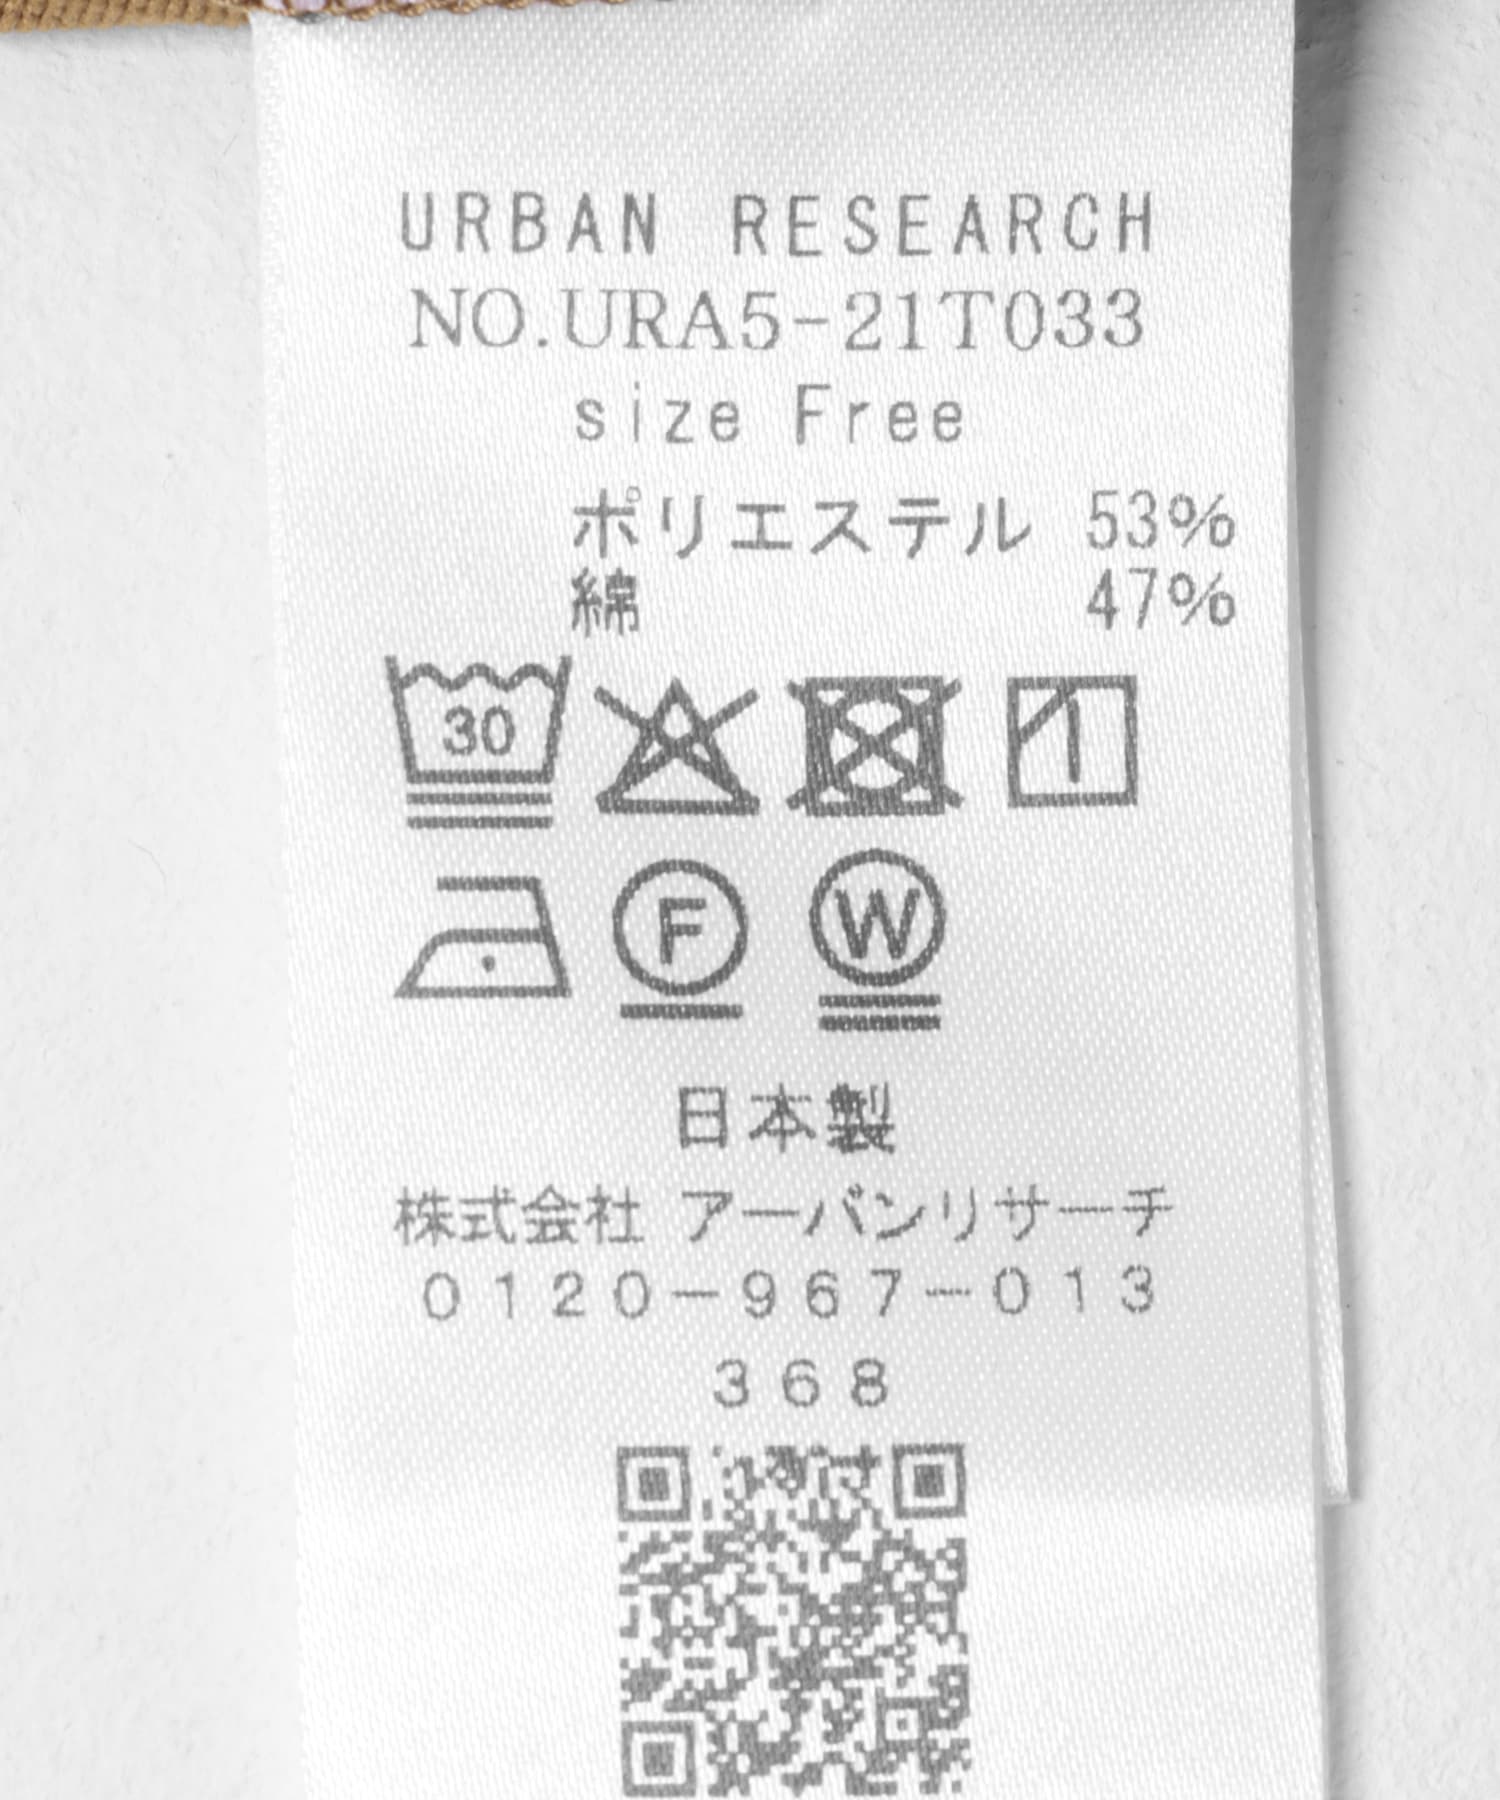 URBAN RESEARCH
NO.URA5-21T033
size Free
ポリエステル 53%
綿 47%
30
F
W
日本製
株式会社 アーバンリサーチ
0120-967-013
368